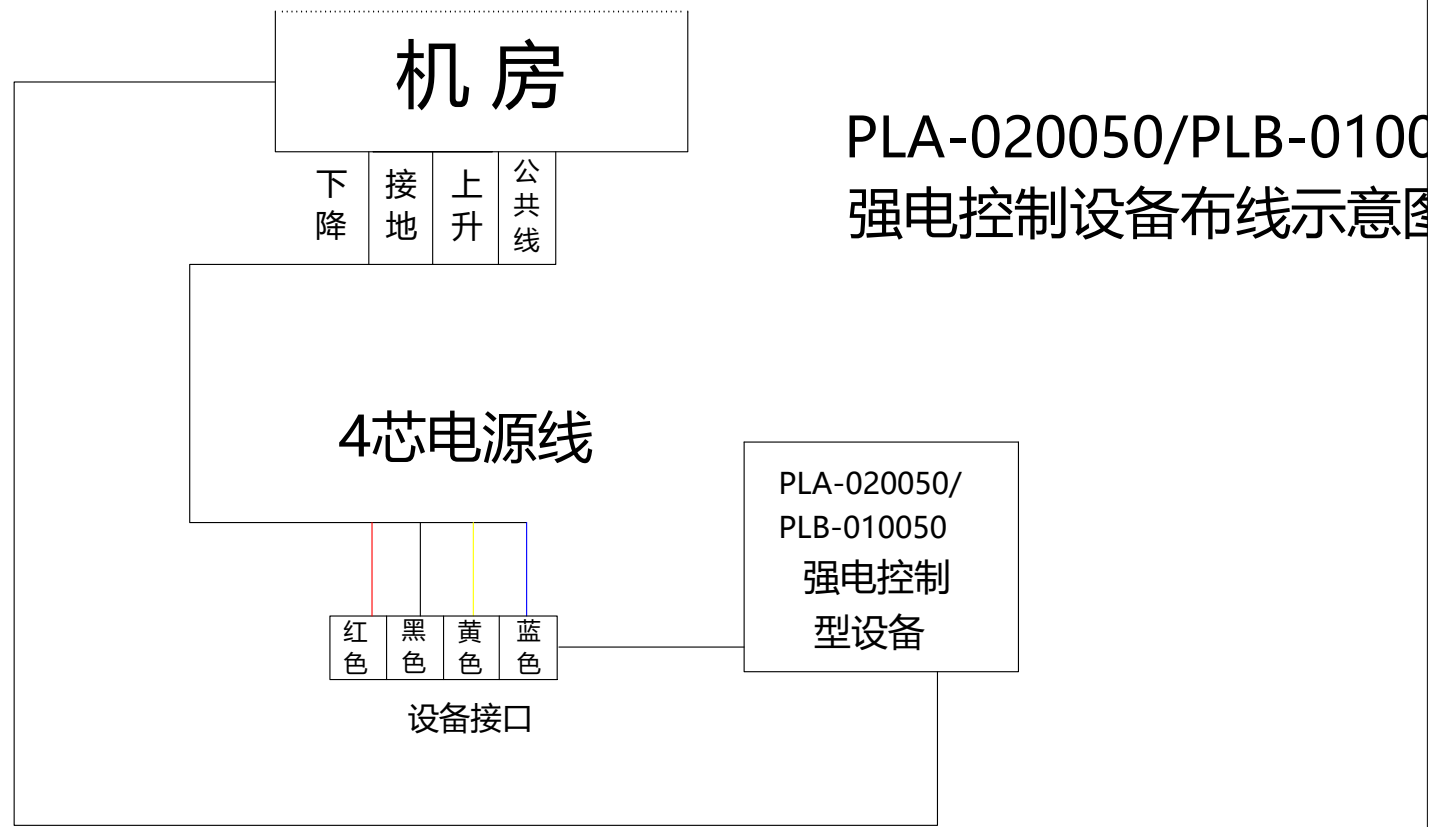 机 房
PLA-020050/PLB-0100
强电控制设备布线示意图
下降
接地
上升
公共线
4芯电源线
PLA-020050/
PLB-010050
强电控制
型设备
红色
黑色
黄色
蓝色
设备接口